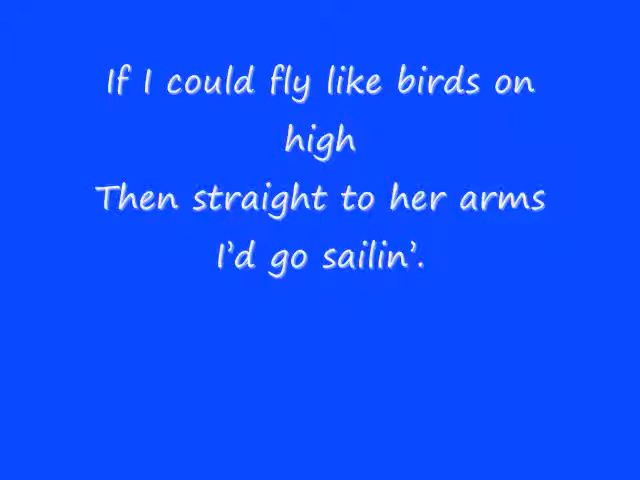 If I could fly like birds on
high
Then straight to her arms
I'd go sailin'.